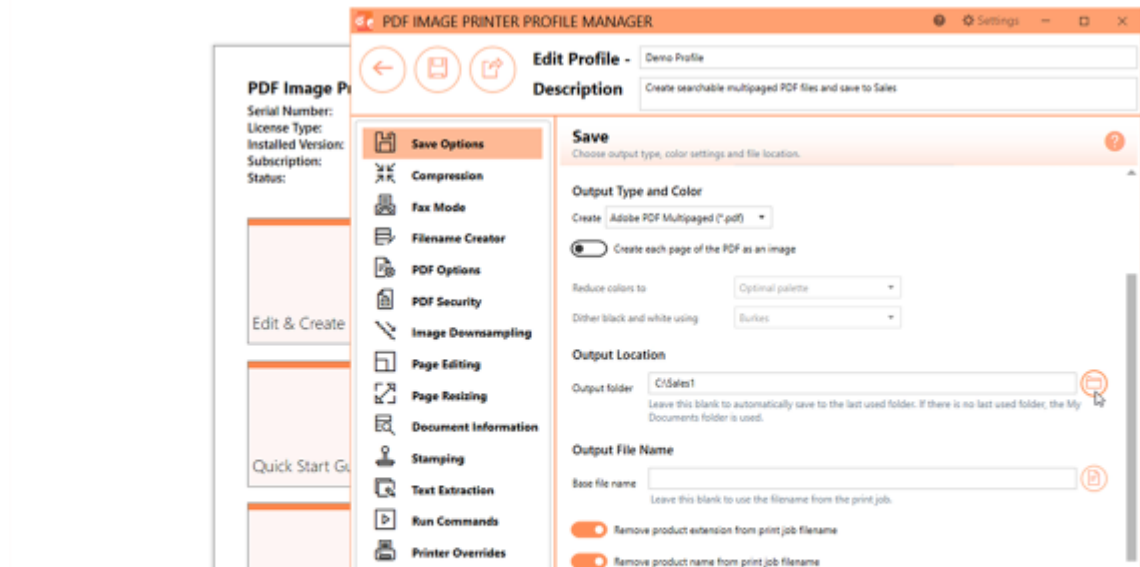 PDF IMAGE PRINTER PROFILE MANAGER
Settings
Edit Profile -
Demo Profile
Description
Create searchable multipaged PDF files and save to Sales
PDF Image
Serial Number:
License Type:
Installed Version:
Subscription:
Status:
Edit & Create
Quick Start
Save Options
Compression
Fax Mode
Filename Creator
PDF Options
PDF Security
Image Downsampling
Page Editing
Page Resizing
Document Information
Stamping
Text Extraction
Run Commands
Printer Overrides
Save
Choose output type, color settings and file location.
Output Type and Color
Create Adobe PDF Multipaged (*.pdf)
Create each page of the PDF as an image
Reduce colors to Optimal palette
Dither black and white using Burkes
Output Location
Output folder C:\Sales1
Leave this blank to automatically save to the last used folder. If there is no last used folder, the My
Documents folder is used.
Output File Name
Base file name
Leave this blank to use the filename from the print job.
Remove product extension from print job filename
Remove product name from print job filename